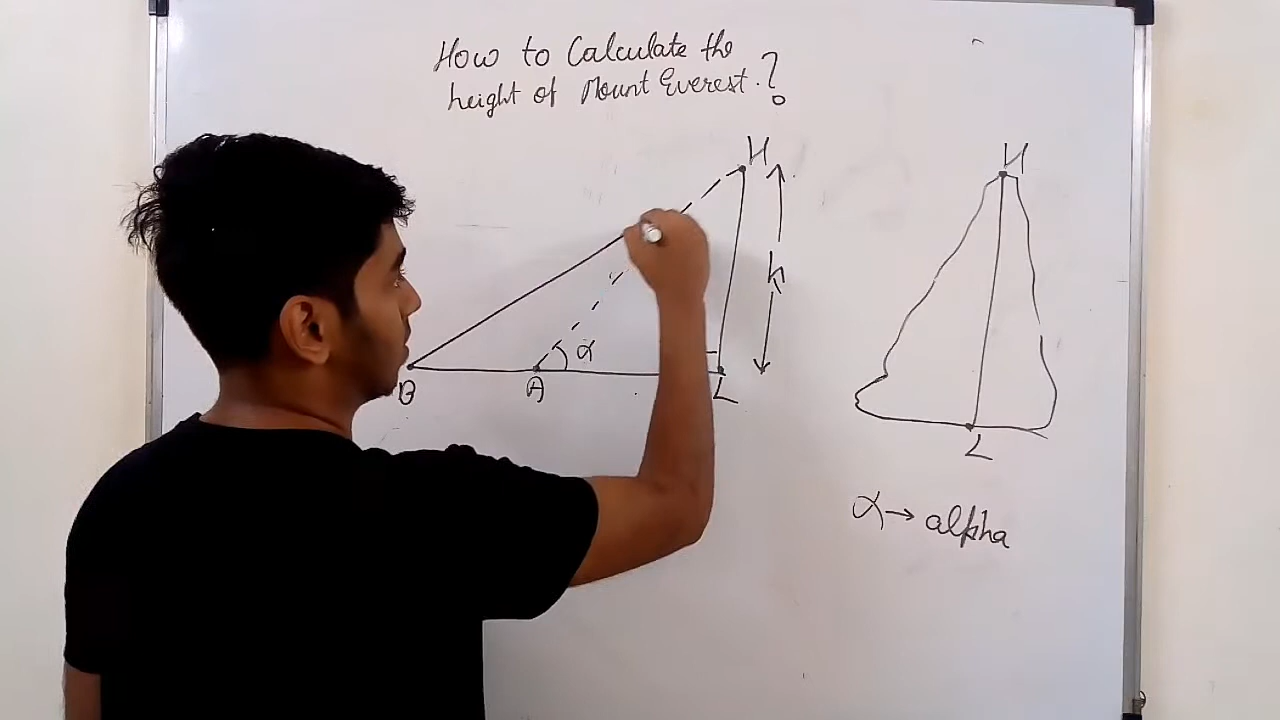 How to Calculate the
height of Mount Everest.?
H
h
α
B
A
L
H
L
α → alpha